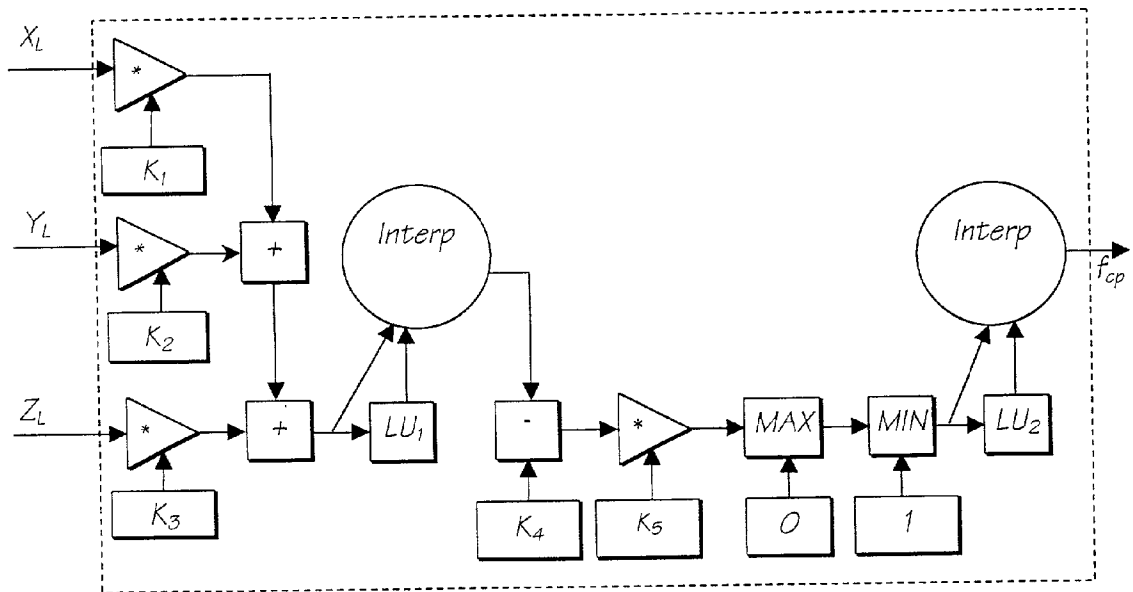 X_L
*
K_1
Y_L
*
+
Interp
Interp
f_cp
K_2
Z_L
*
+
LU_1
-
*
MAX
MIN
LU_2
K_3
K_4
K_5
0
1